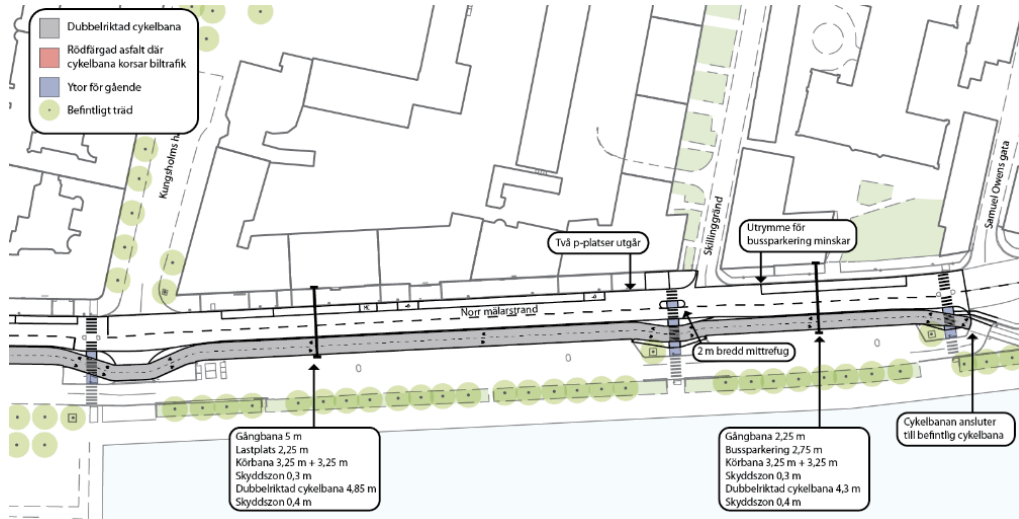 Dubbelriktad cykelbana
Rödfärgad asfalt där
cykelbana korsar biltrafik
Ytor för gående
Befintligt träd
Kungsholms
Skillinggränd
Samuel Owens gata
Två p-platser utgår
Utrymme för
bussparkering minskar
HC
Norr mälarstrand
2 m bredd mittrefug
Gångbana 5 m
Lastplats 2,25 m
Körbana 3,25 m + 3,25 m
Skyddszon 0,3 m
Dubbelriktad cykelbana 4,85 m
Skyddszon 0,4 m
Gångbana 2,25 m
Bussparkering 2,75 m
Körbana 3,25 m + 3,25 m
Skyddszon 0,3 m
Dubbelriktad cykelbana 4,3 m
Skyddszon 0,4 m
Cykelbanan ansluter
till befintlig cykelbana